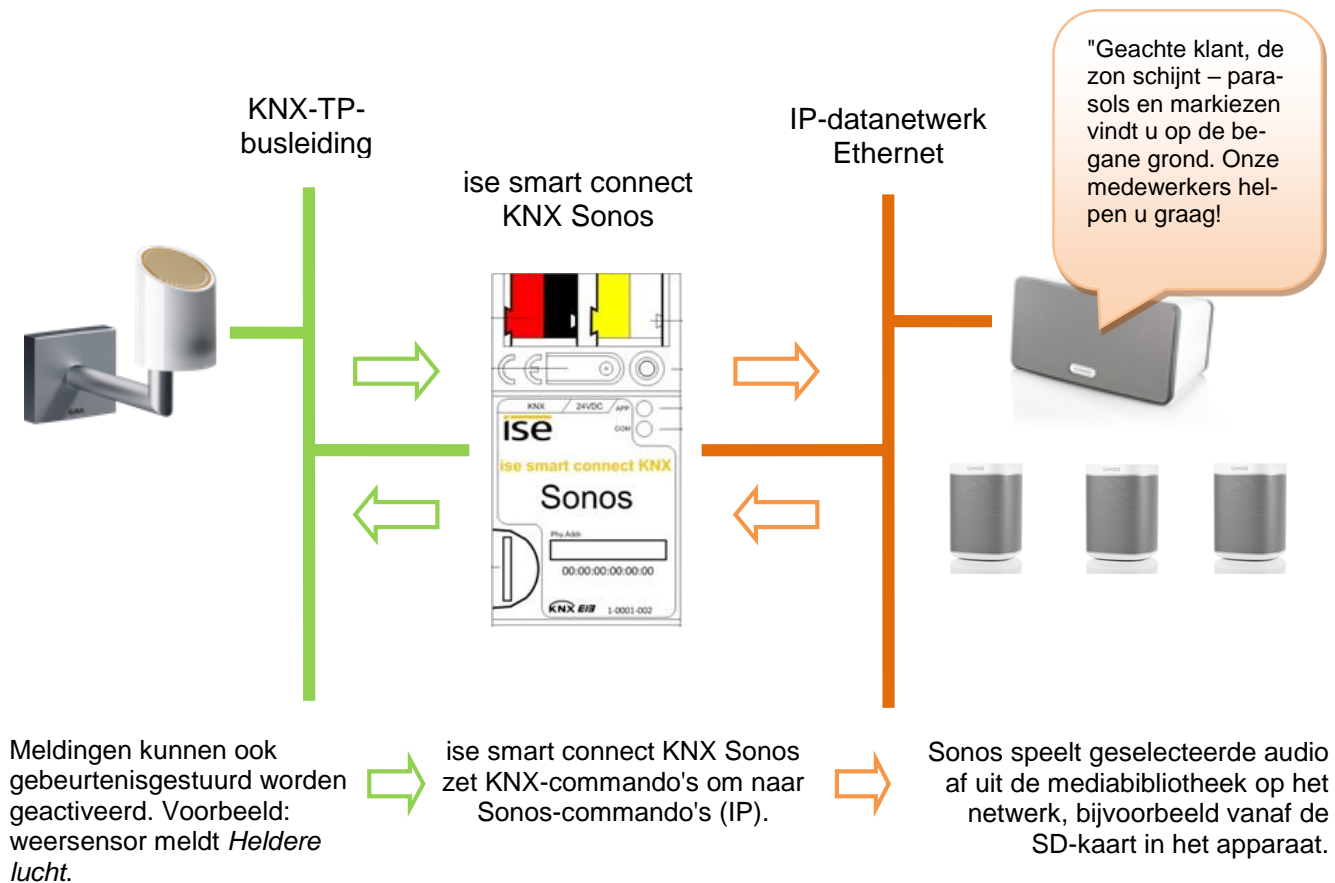 "Geachte klant, de
zon schijnt – para-
sols en markiezen
vindt u op de be-
gane grond. Onze
medewerkers hel-
pen u graag!
KNX-TP-
busleiding
IP-datanetwerk
Ethernet
ise smart connect
KNX Sonos
GIRA
KNX / 24VDC / APP
COM
ise
ise smart connect KNX
Sonos
Phy.Addr.
00:00:00:00:00:00
KNX EIB 1-0001-002
SONOS
SONOS
SONOS
SONOS
Meldingen kunnen ook
gebeurtenisgestuurd worden
geactiveerd. Voorbeeld:
weersensor meldt Heldere
lucht.
ise smart connect KNX Sonos
zet KNX-commando's om naar
Sonos-commando's (IP).
Sonos speelt geselecteerde audio
af uit de mediabibliotheek op het
netwerk, bijvoorbeeld vanaf de
SD-kaart in het apparaat.